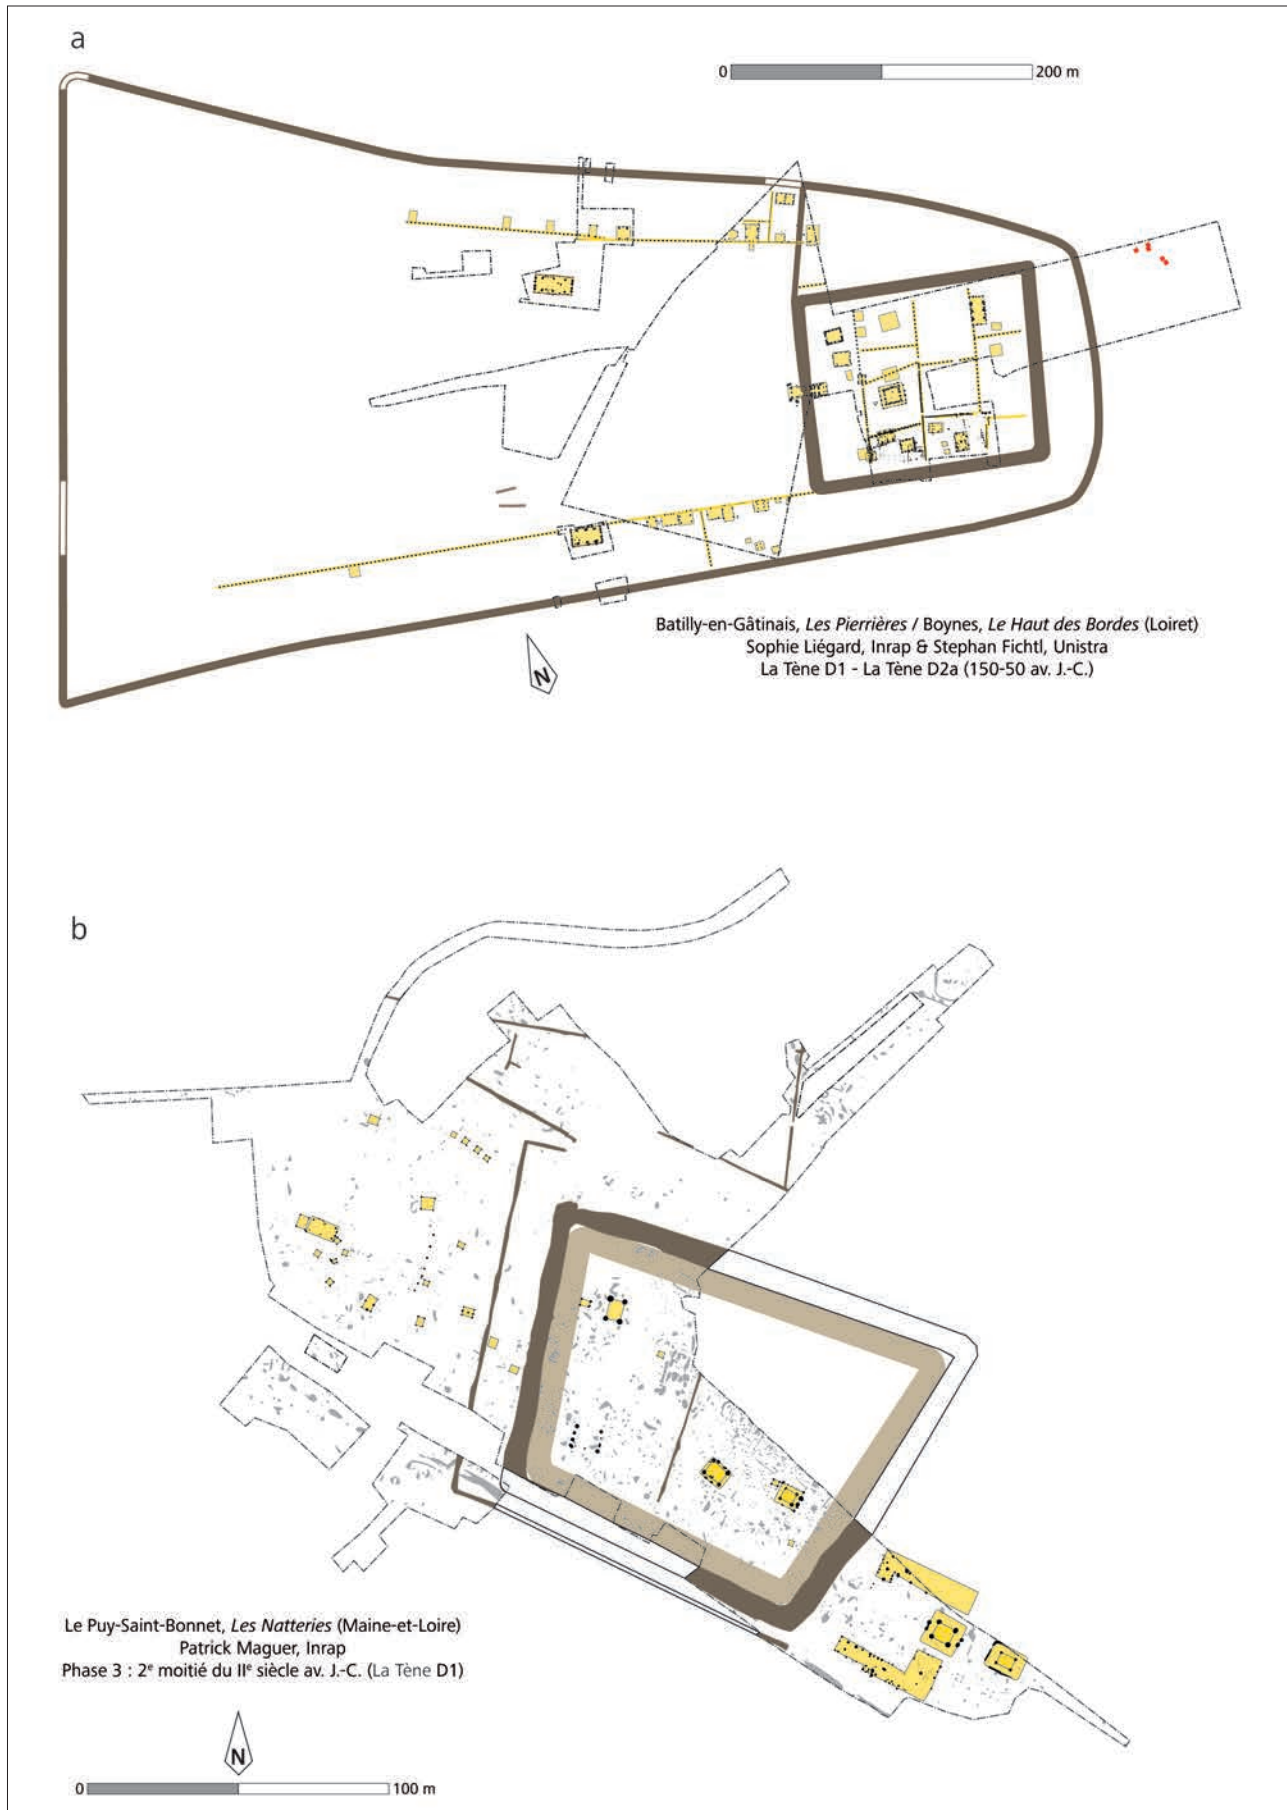 a
0 200 m
N
Batilly-en-Gâtinais, Les Pierrières / Boynes, Le Haut des Bordes (Loiret)
Sophie Liégard, Inrap & Stephan Fichtl, Unistra
La Tène D1 - La Tène D2a (150-50 av. J.-C.)
b
Le Puy-Saint-Bonnet, Les Natteries (Maine-et-Loire)
Patrick Maguer, Inrap
Phase 3 : 2e moitié du IIe siècle av. J.-C. (La Tène D1)
N
0 100 m